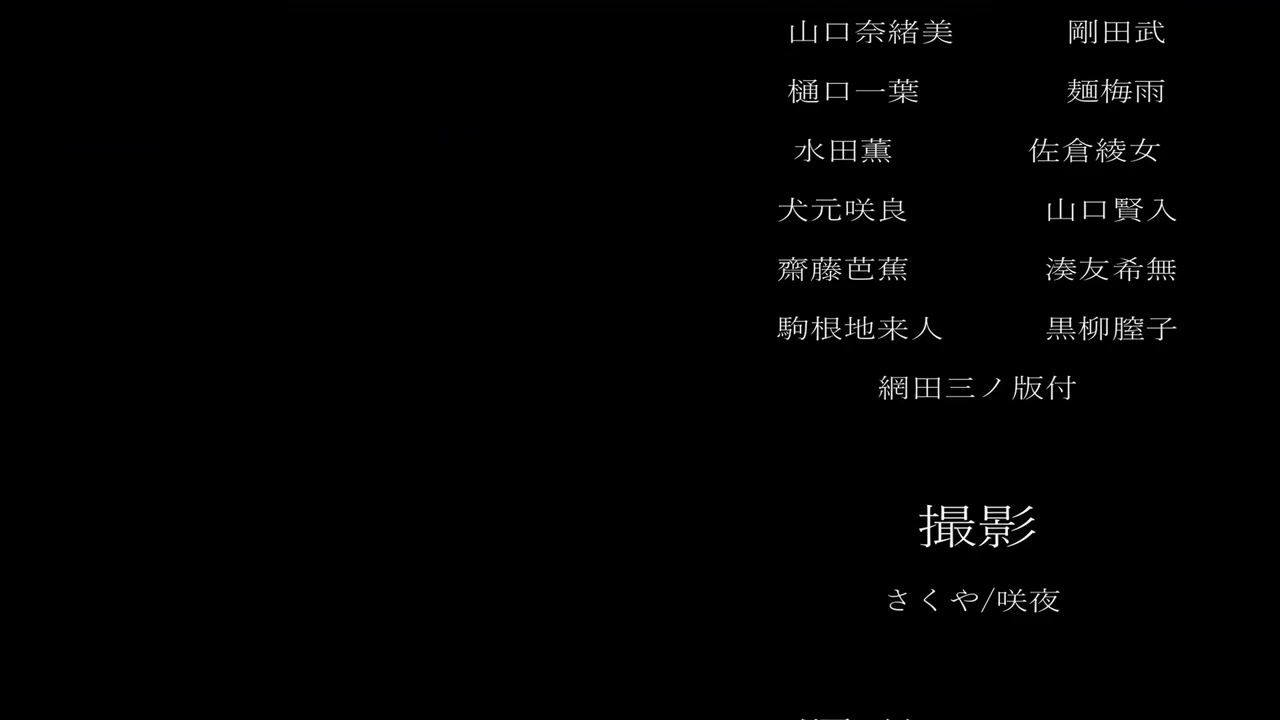 山口奈緒美 剛田武
樋口一葉 麺梅雨
水田薫 佐倉綾女
犬元咲良 山口賢入
齋藤芭蕉 湊友希無
駒根地来人 黒柳膣子
網田三ノ版付
撮影
さくや/咲夜